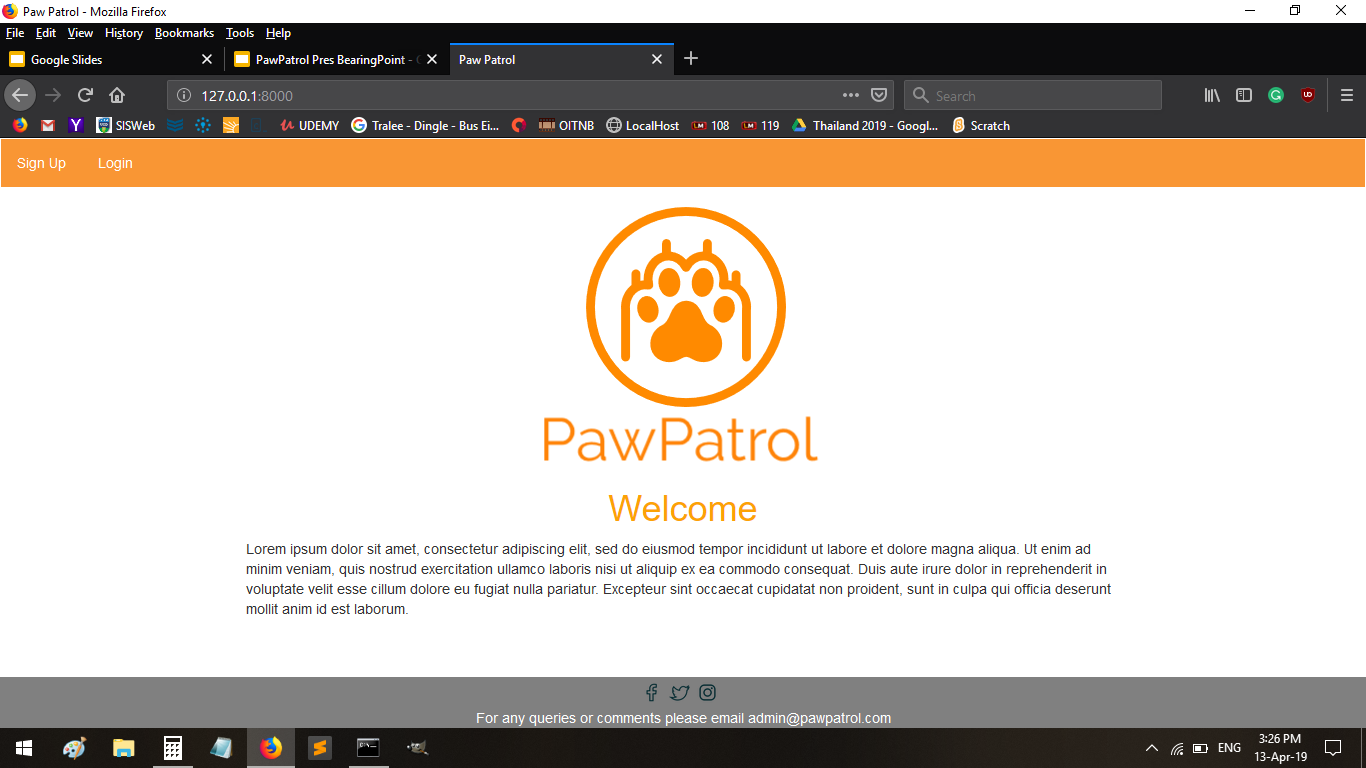 Paw Patrol - Mozilla Firefox
File Edit View History Bookmarks Tools Help
Google Slides
PawPatrol Pres BearingPoint -
Paw Patrol
127.0.0.1:8000
Search
SISWeb
UDEMY
Tralee - Dingle - Bus Ei...
OITNB
LocalHost
108
119
Thailand 2019 - Googl...
Scratch
Sign Up Login
PawPatrol
Welcome
Lorem ipsum dolor sit amet, consectetur adipiscing elit, sed do eiusmod tempor incididunt ut labore et dolore magna aliqua. Ut enim ad
minim veniam, quis nostrud exercitation ullamco laboris nisi ut aliquip ex ea commodo consequat. Duis aute irure dolor in reprehenderit in
voluptate velit esse cillum dolore eu fugiat nulla pariatur. Excepteur sint occaecat cupidatat non proident, sunt in culpa qui officia deserunt
mollit anim id est laborum.
For any queries or comments please email admin@pawpatrol.com
ENG
3:26 PM
13-Apr-19